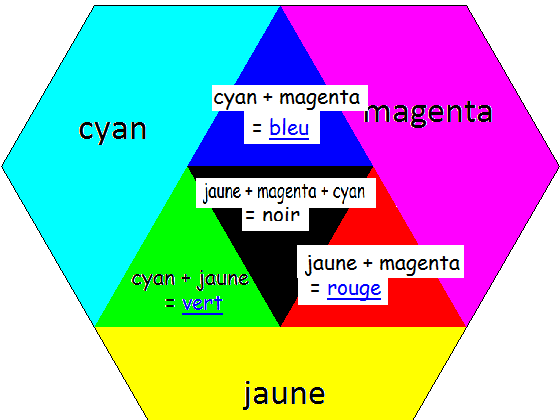 cyan + magenta
= bleu
cyan
magenta
jaune + magenta + cyan
= noir
cyan + jaune
= vert
jaune + magenta
= rouge
jaune